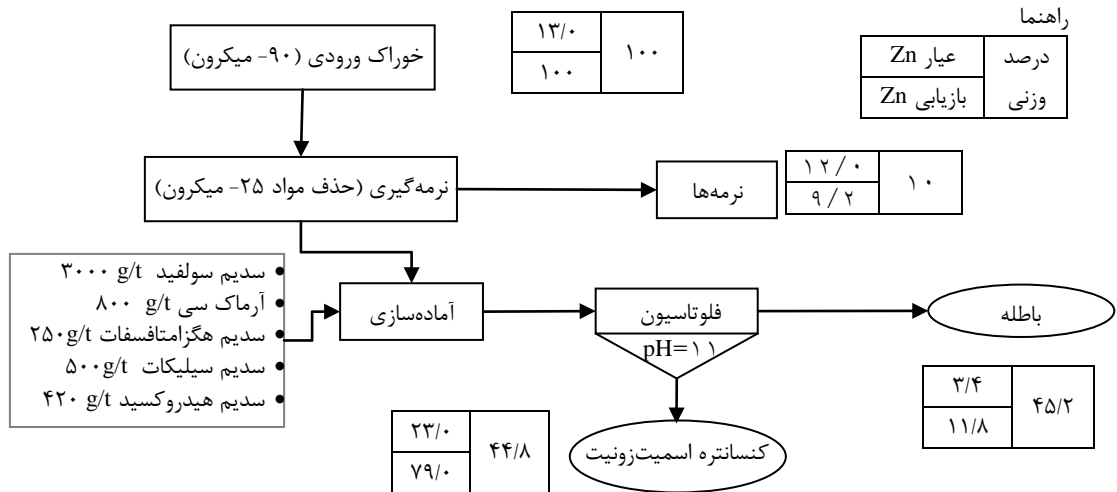 راهنما
درصد
وزنی
عیار Zn
بازیابی Zn
خوراک ورودی (۹۰- میکرون)
۱۳/۰
۱۰۰
۱۰۰
نرمه‌گیری (حذف مواد ۲۵- میکرون)
نرمه‌ها
۱۲/۰
۹/۲
۱۰
• سدیم سولفید ۳۰۰۰ g/t
• آرماک سی ۸۰۰ g/t
• سدیم هگزامتافسفات ۲۵۰g/t
• سدیم سیلیکات ۵۰۰g/t
• سدیم هیدروکسید ۴۲۰ g/t
آماده‌سازی
فلوتاسیون
pH=۱۱
باطله
۳/۴
۱۱/۸
۴۵/۲
کنسانتره اسمیت‌زونیت
۲۳/۰
۷۹/۰
۴۴/۸